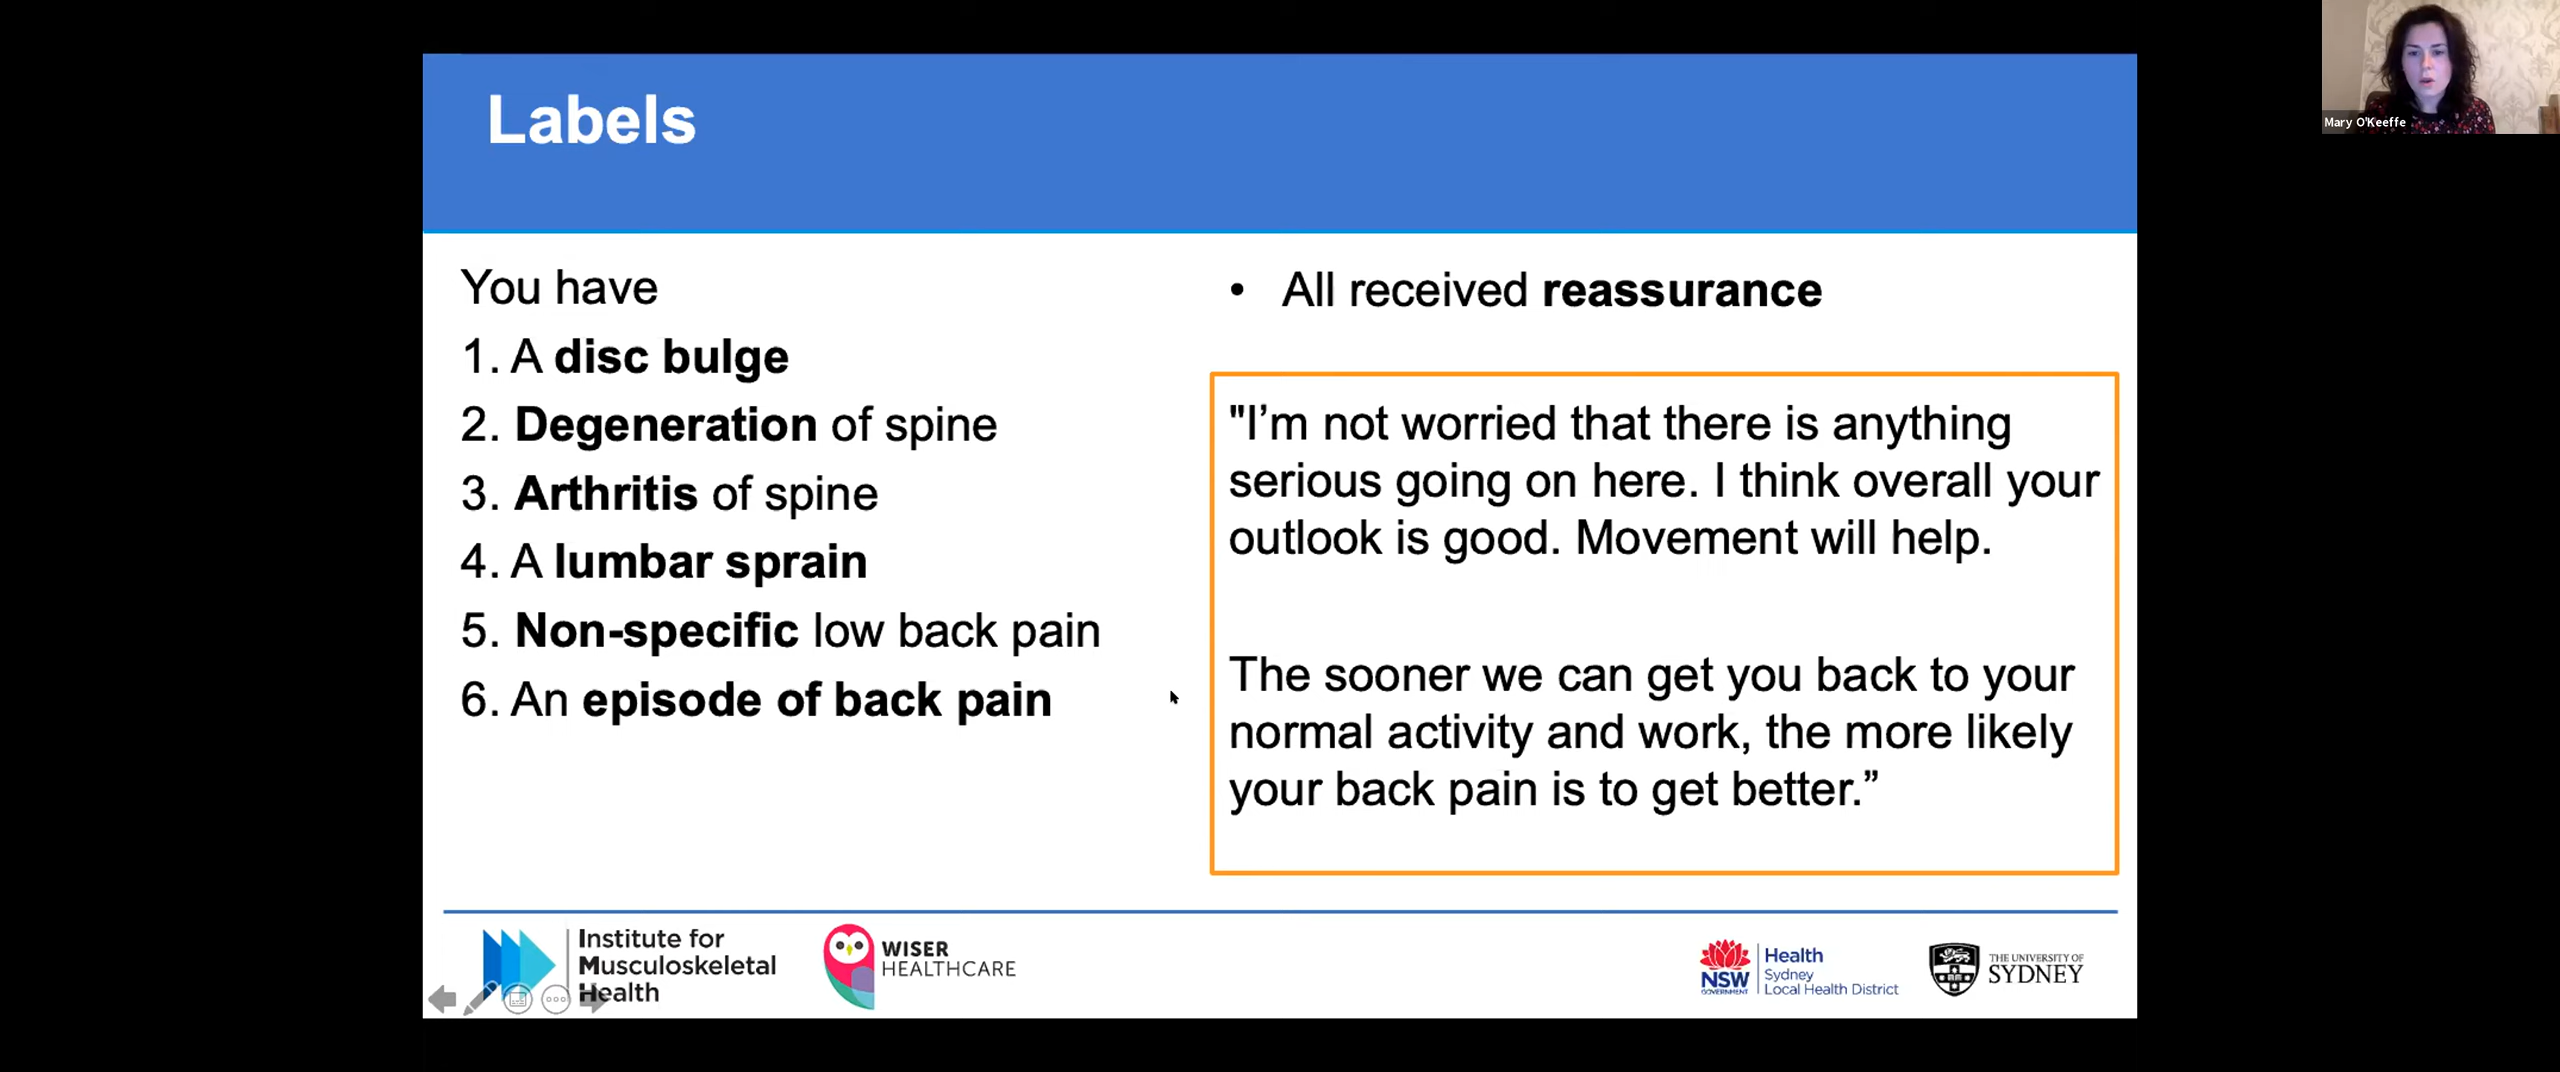 Labels
You have
1. A disc bulge
2. Degeneration of spine
3. Arthritis of spine
4. A lumbar sprain
5. Non-specific low back pain
6. An episode of back pain
• All received reassurance
"I’m not worried that there is anything
serious going on here. I think overall your
outlook is good. Movement will help.
The sooner we can get you back to your
normal activity and work, the more likely
your back pain is to get better.”
Institute for
Musculoskeletal
Health
WISER
HEALTHCARE
NSW
GOVERNMENT
Health
Sydney
Local Health District
THE UNIVERSITY OF
SYDNEY
Mary O'Keeffe